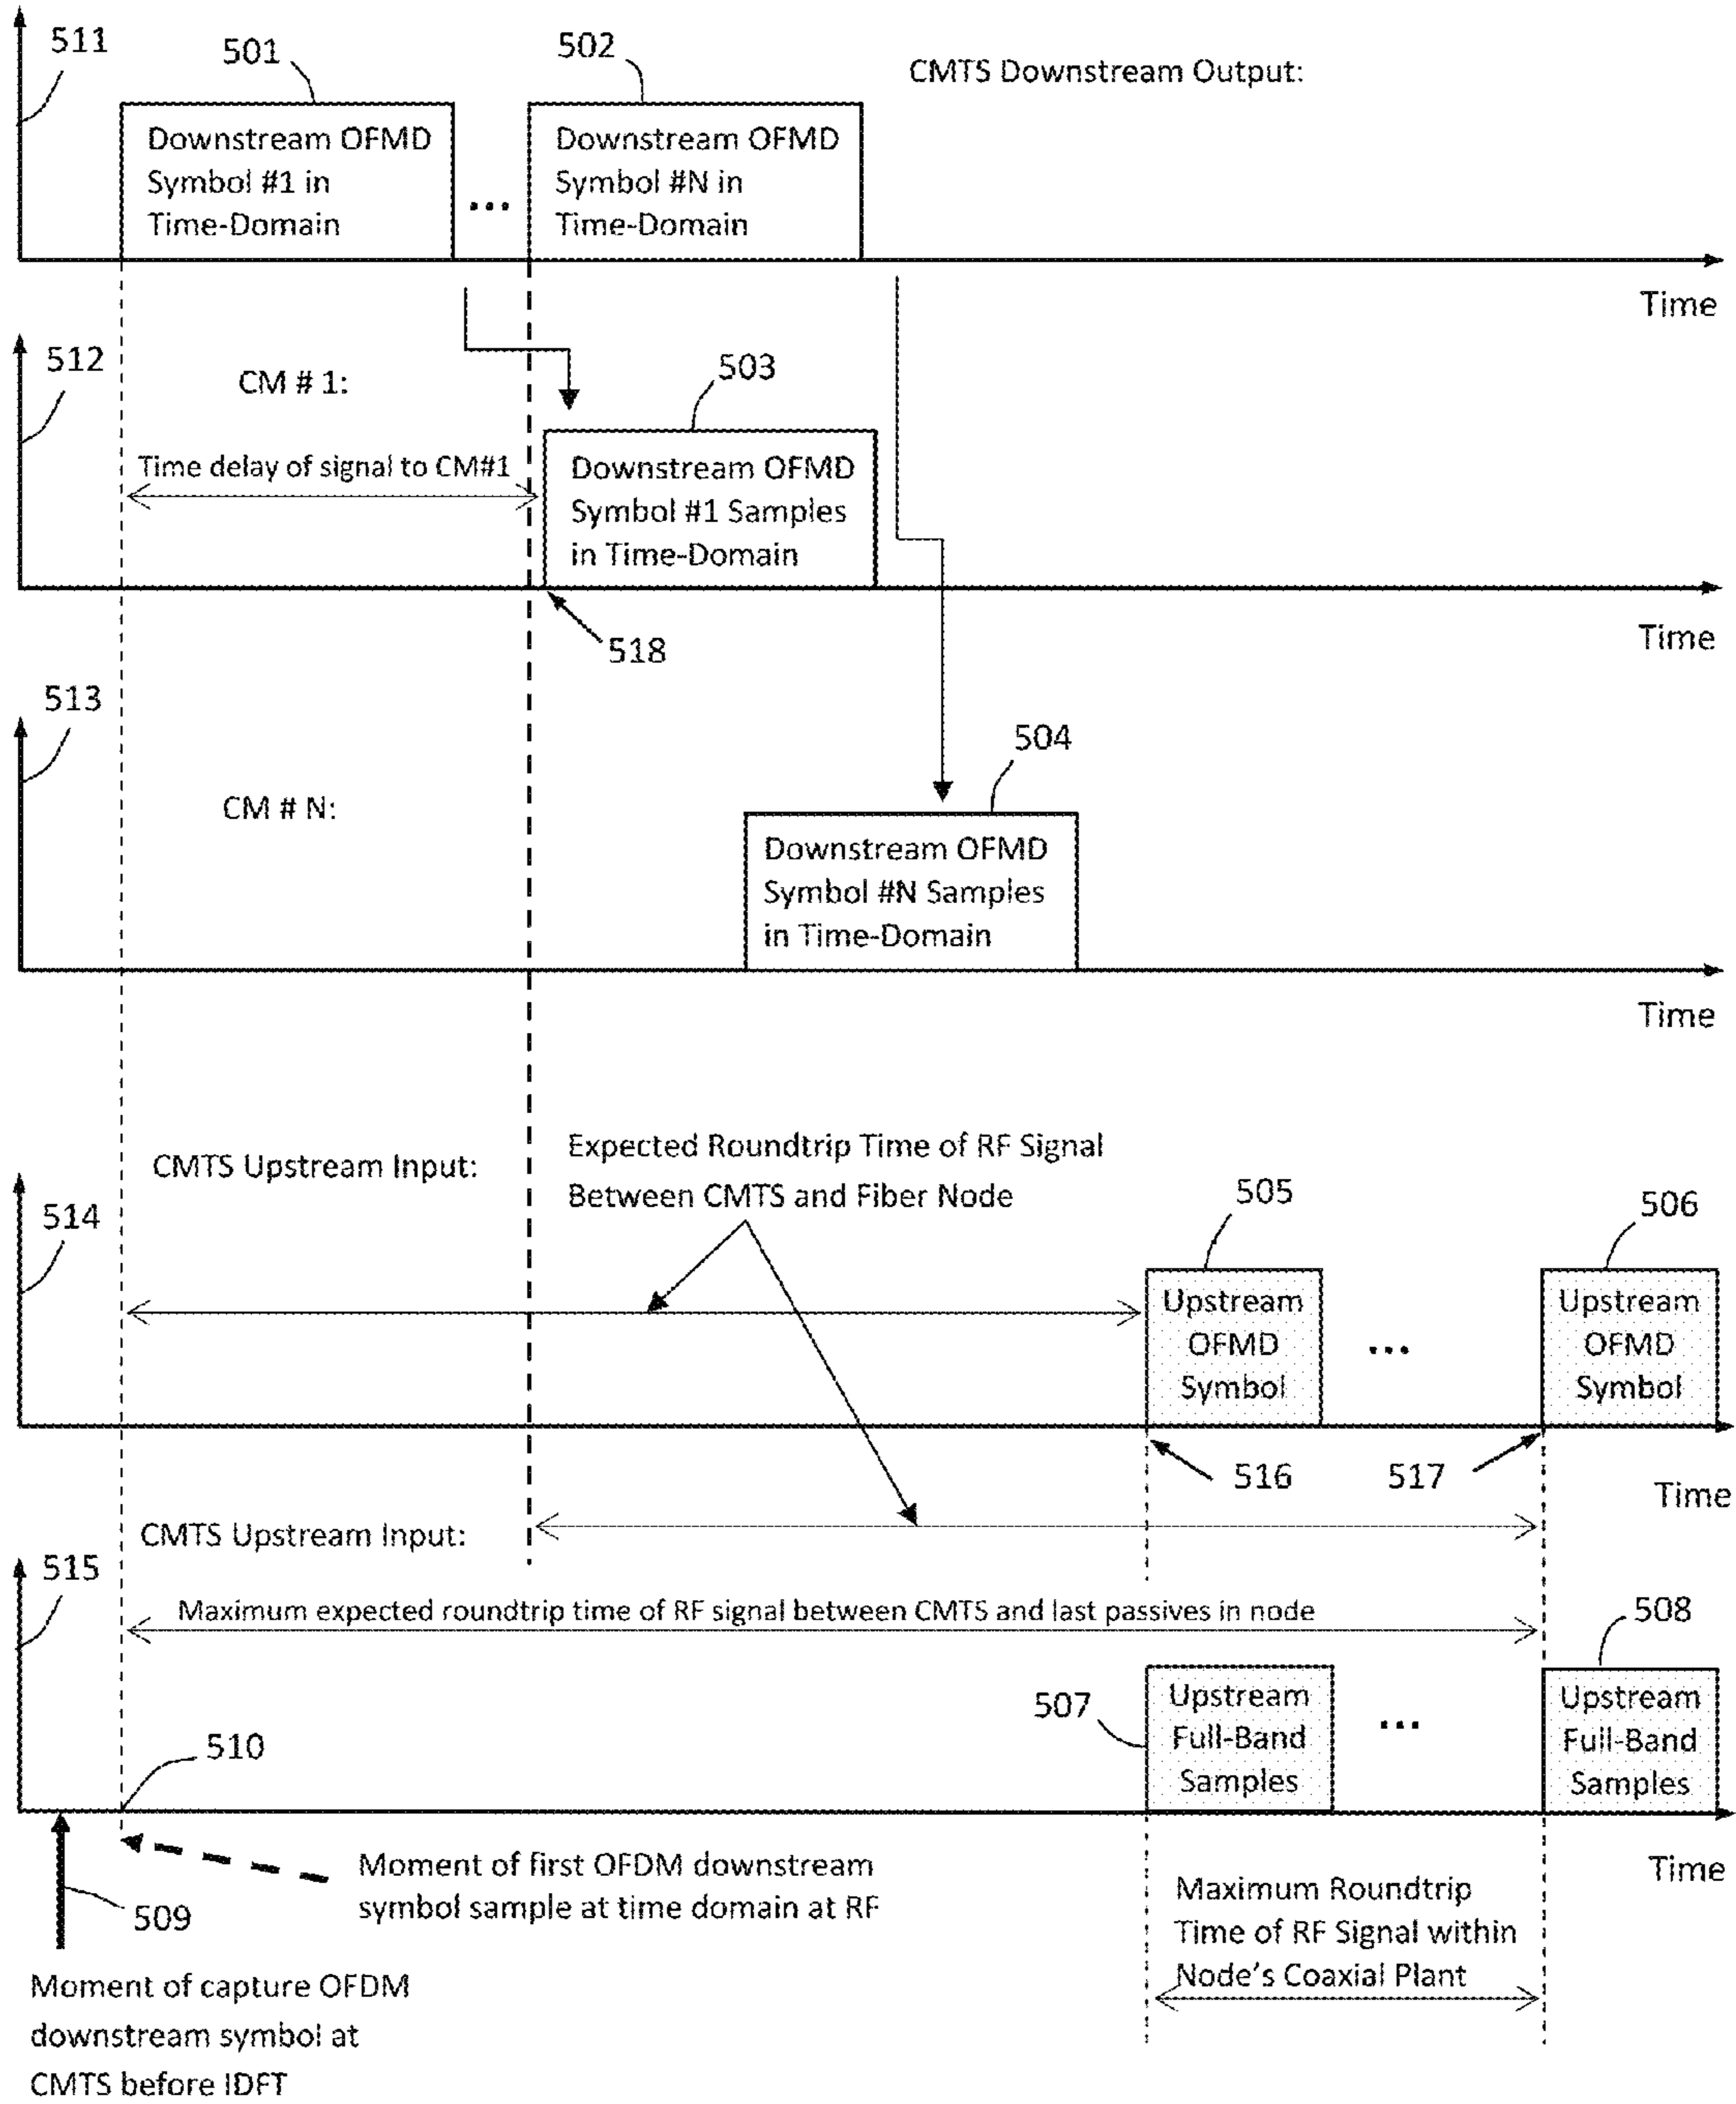 511
501
502
CMTS Downstream Output:
Downstream OFMD
Symbol #1 in
Time-Domain
...
Downstream OFMD
Symbol #N in
Time-Domain
Time
512
CM # 1:
503
Time delay of signal to CM#1
Downstream OFMD
Symbol #1 Samples
in Time-Domain
518
Time
513
504
CM # N:
Downstream OFMD
Symbol #N Samples
in Time-Domain
Time
Expected Roundtrip Time of RF Signal
Between CMTS and Fiber Node
CMTS Upstream Input:
514
505
506
Upstream
OFMD
Symbol
...
Upstream
OFMD
Symbol
516
517
Time
CMTS Upstream Input:
515
Maximum expected roundtrip time of RF signal between CMTS and last passives in node
508
507
Upstream
Full-Band
Samples
...
Upstream
Full-Band
Samples
510
Time
Moment of first OFDM downstream
symbol sample at time domain at RF
509
Maximum Roundtrip
Time of RF Signal within
Node's Coaxial Plant
Moment of capture OFDM
downstream symbol at
CMTS before IDFT